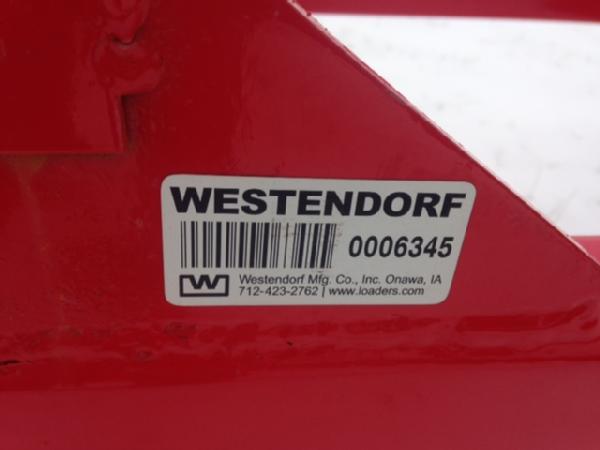 WESTENDORF
0006345
W
Westendorf Mfg. Co., Inc. Onawa, IA
712-423-2762 | www.loaders.com